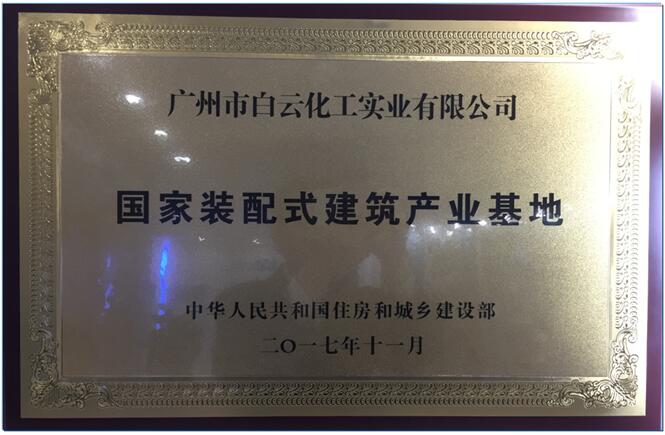 广州市白云化工实业有限公司
国家装配式建筑产业基地
中华人民共和国住房和城乡建设部
二〇一七年十一月